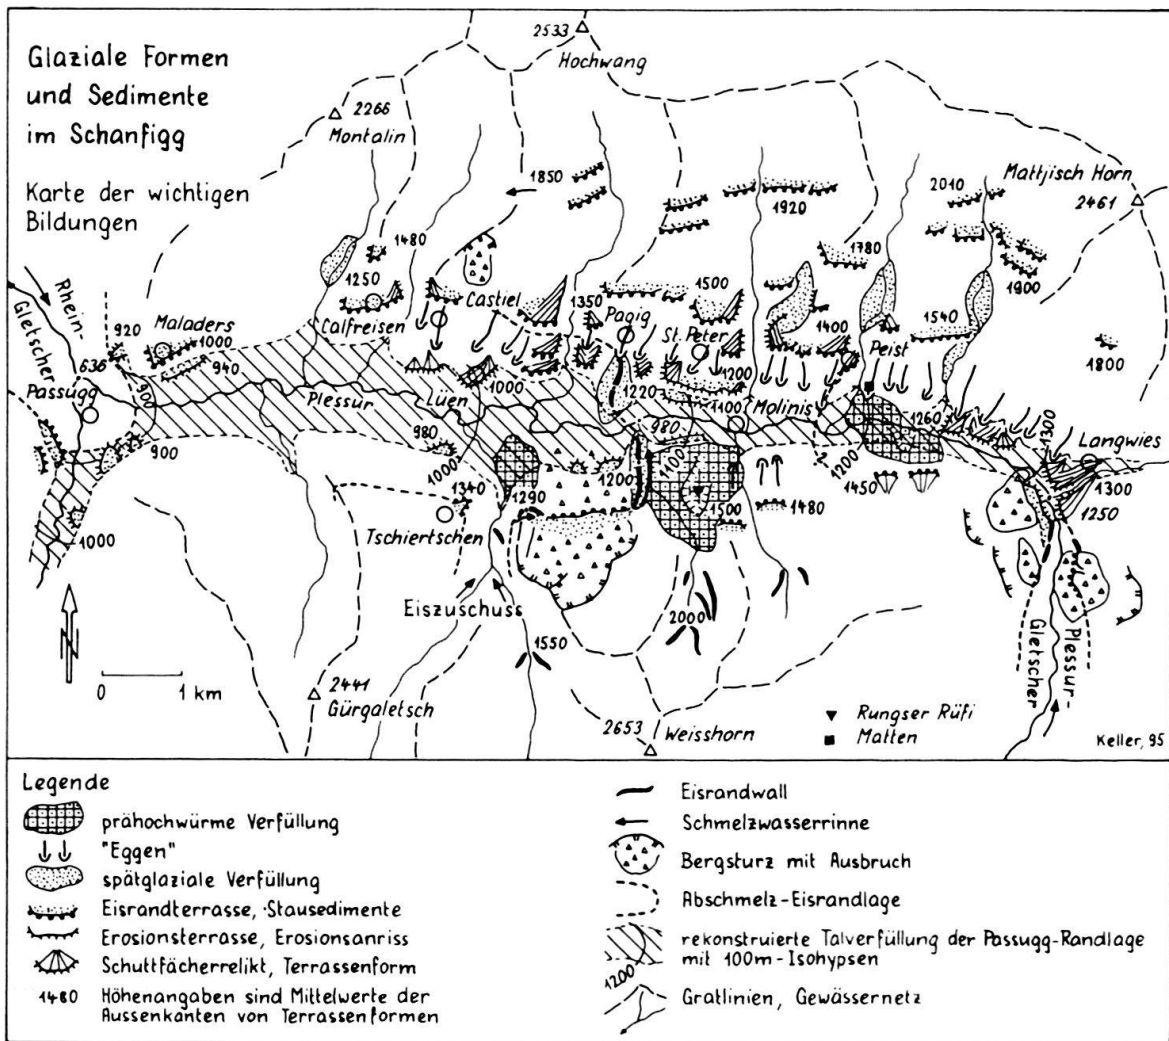 Glaziale Formen
und Sedimente
im Schanfigg
Karte der wichtigen
Bildungen
2533
Hochwang
2266
Montalin
1850
1920
2010
Mattjisch Horn
2461
1480
1780
1900
1250
Calfreisen
Castiel
1350
Pagig
1500
St. Peter
1400
Peist
1540
1800
Rhein-
Gletscher
920
Maladers
1000
940
636
Passugg
900
900
Plessur
Lüen
1000
1220
1200
1100
Molinis
1260
1300
Langwies
980
980
1000
1100
1200
1290
1200
1500
1480
1450
1300
1250
?
1340
Tschiertschen
1000
Eiszuschuss
1550
2000
Gletscher
Plessur-
N
0 1 km
2441
Gürgaletsch
2653
Weisshorn
Rungser Rüfi
Matten
Keller, 95
Legende
prähochwürme Verfüllung
"Eggen"
spätglaziale Verfüllung
Eisrandterrasse, Stausedimente
Erosionsterrasse, Erosionsanriss
Schuttfächerrelikt, Terrassenform
1480 Höhenangaben sind Mittelwerte der
Aussenkanten von Terrassenformen
Eisrandwall
Schmelzwasserrinne
Bergsturz mit Ausbruch
Abschmelz-Eisrandlage
rekonstruierte Talverfüllung der Passugg-Randlage
mit 100m-Isohypsen
1200
Gratlinien, Gewässernetz